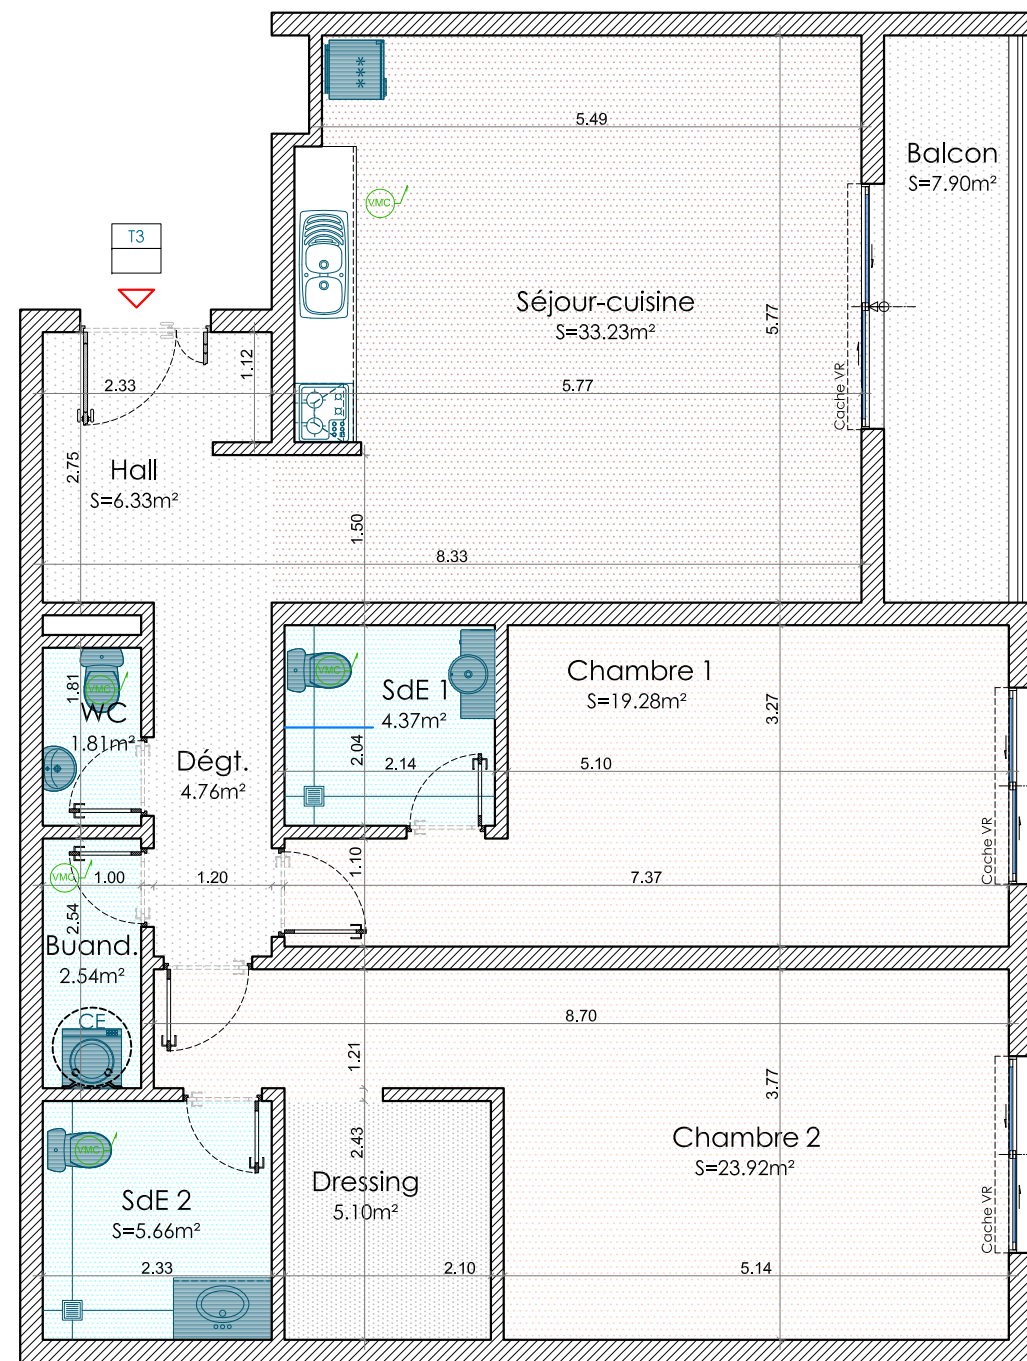 5.49
Balcon
S=7.90m²
VMC
T3
Séjour-cuisine
S=33.23m²
5.77
1.12
2.33
5.77
Cache VR
Hall
S=6.33m²
2.75
1.50
8.33
1.81
VMC
WC
1.81m²
VMC
SdE 1
4.37m²
Chambre 1
S=19.28m²
3.27
Dégt.
4.76m²
2.04
2.14
5.10
Cache VR
VMC
1.00
1.20
1.10
7.37
2.54
Buand.
2.54m²
CE
8.70
1.21
3.77
VMC
2.43
Chambre 2
S=23.92m²
SdE 2
S=5.66m²
Dressing
5.10m²
Cache VR
2.33
2.10
5.14